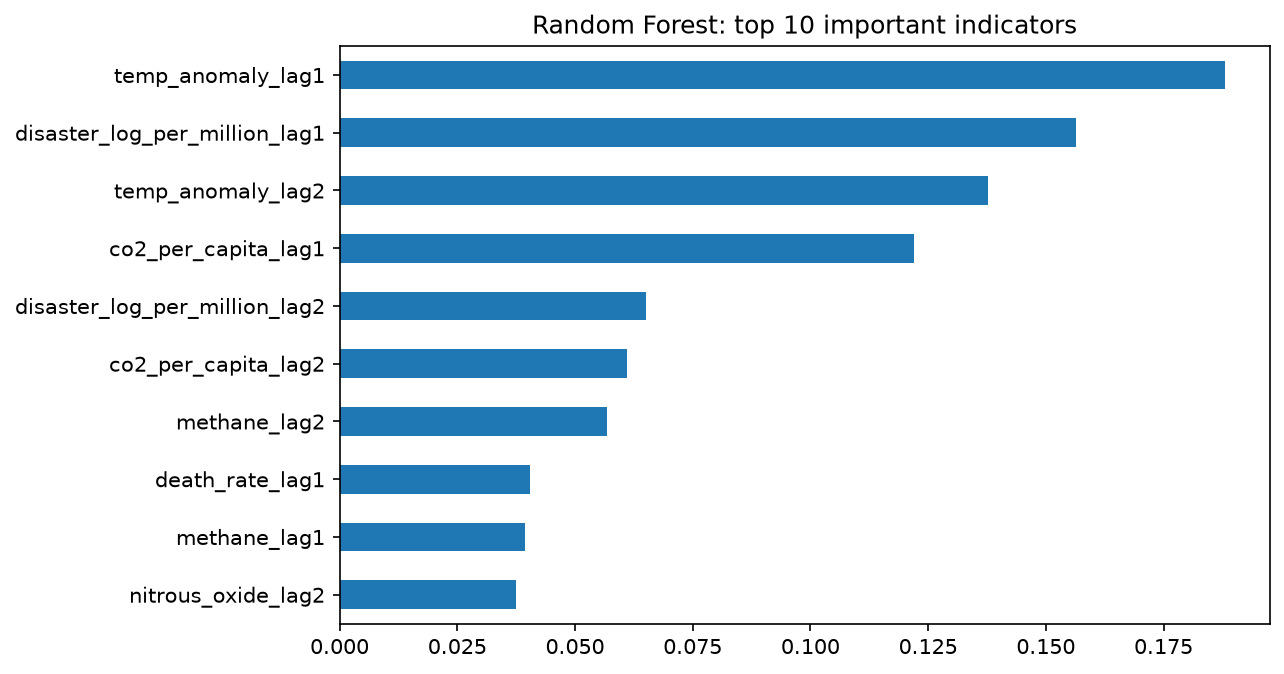 Random Forest: top 10 important indicators
temp_anomaly_lag1
disaster_log_per_million_lag1
temp_anomaly_lag2
co2_per_capita_lag1
disaster_log_per_million_lag2
co2_per_capita_lag2
methane_lag2
death_rate_lag1
methane_lag1
nitrous_oxide_lag2
0.000 0.025 0.050 0.075 0.100 0.125 0.150 0.175